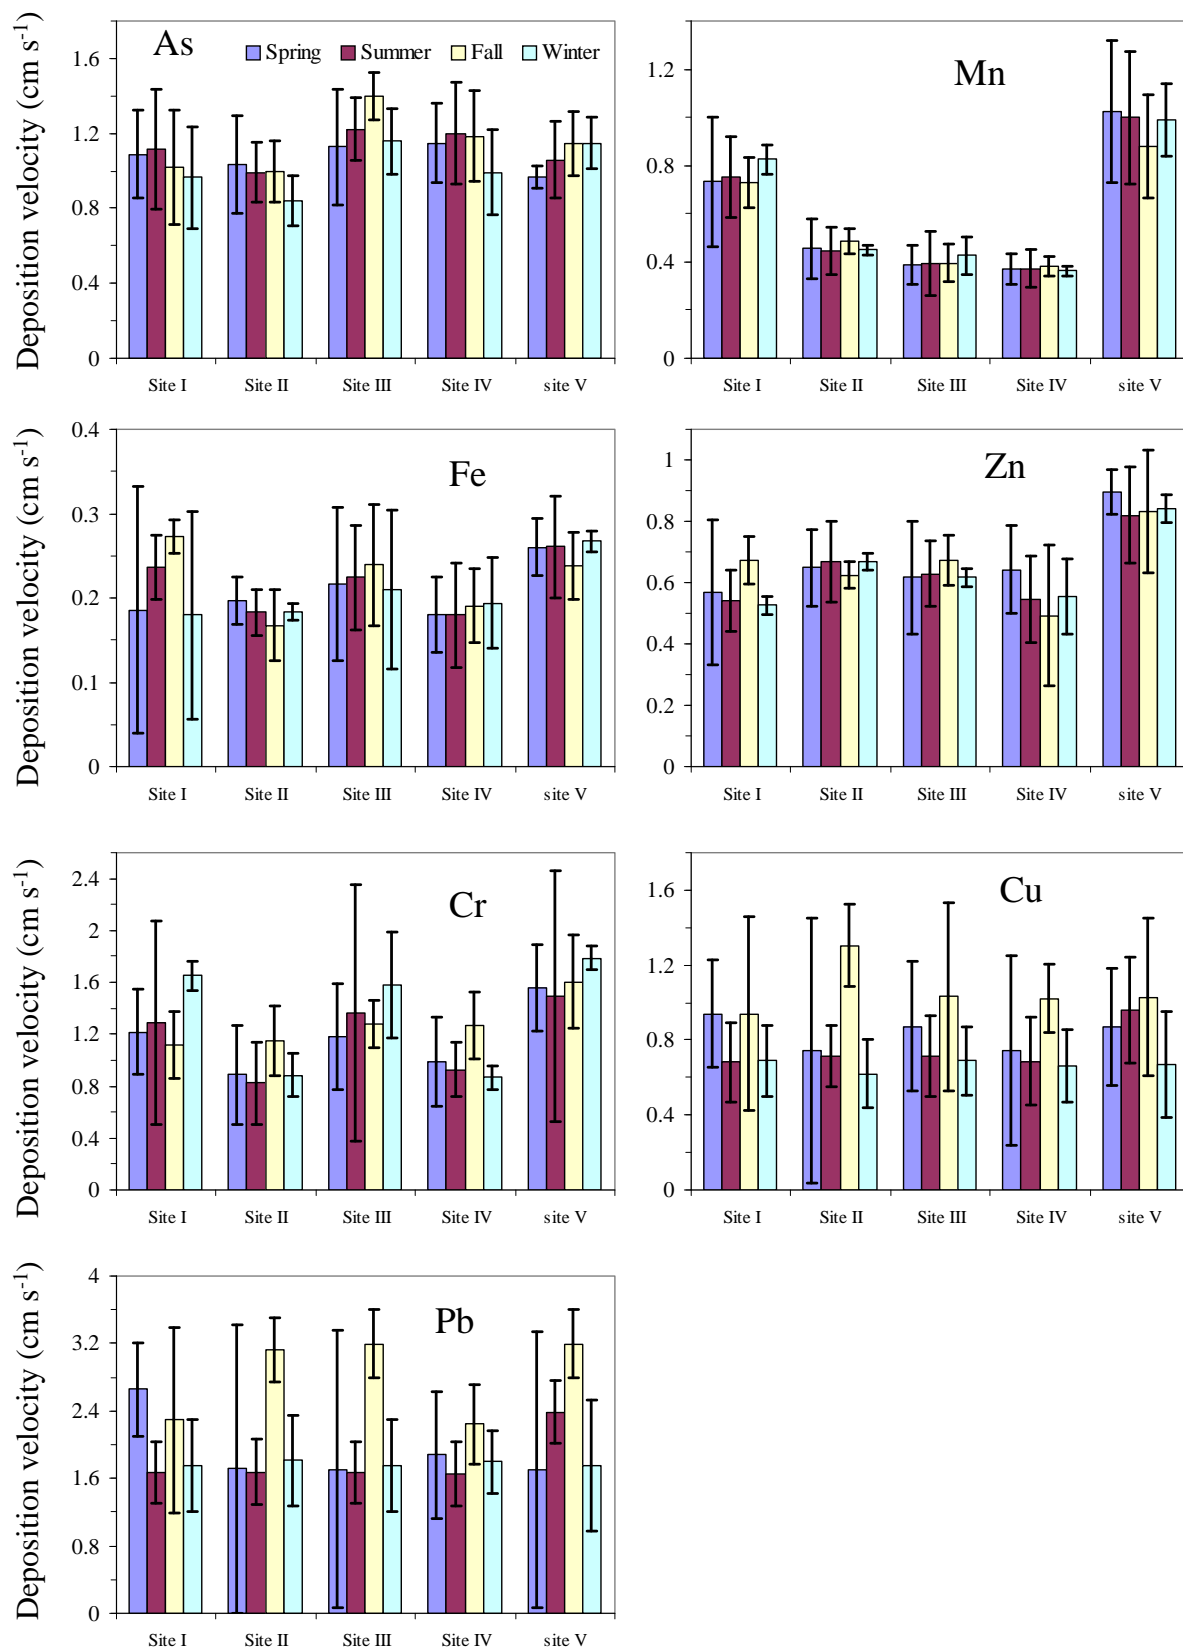 As
Spring Summer Fall Winter
Deposition velocity (cm s-1)
1.6
1.2
0.8
0.4
0
Site I Site II Site III Site IV site V
Mn
1.2
0.8
0.4
0
Site I Site II Site III Site IV site V
Fe
Deposition velocity (cm s-1)
0.4
0.3
0.2
0.1
0
Site I Site II Site III Site IV site V
Zn
1
0.8
0.6
0.4
0.2
0
Site I Site II Site III Site IV site V
Cr
Deposition velocity (cm s-1)
2.4
2
1.6
1.2
0.8
0.4
0
Site I Site II Site III Site IV site V
Cu
1.6
1.2
0.8
0.4
0
Site I Site II Site III Site IV site V
Pb
Deposition velocity (cm s-1)
4
3.2
2.4
1.6
0.8
0
Site I Site II Site III Site IV site V